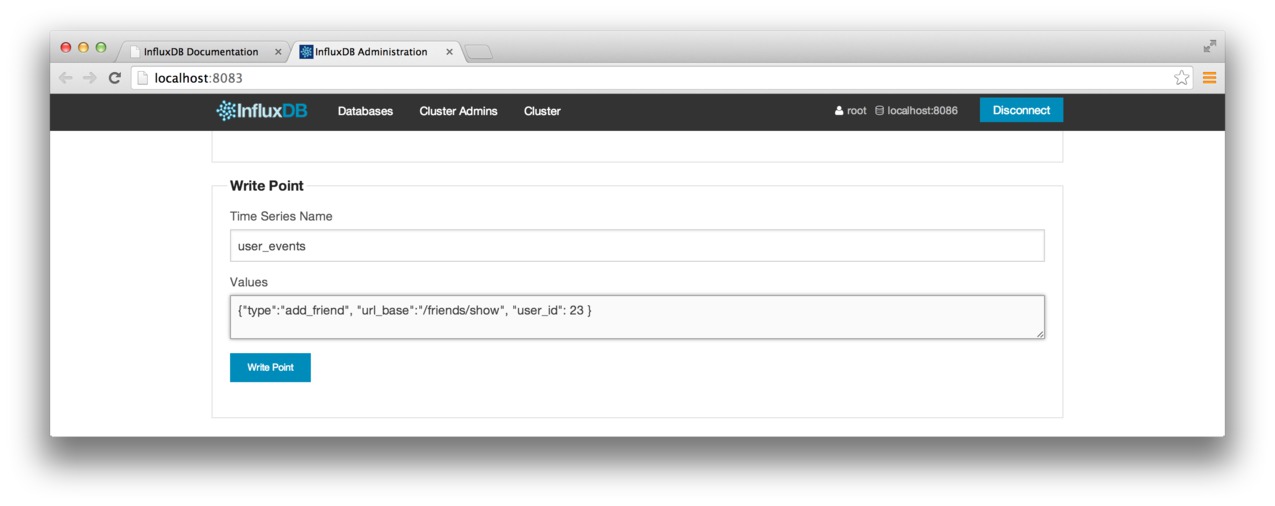 InfluxDB Documentation × InfluxDB Administration ×
localhost:8083
InfluxDB Databases Cluster Admins Cluster root localhost:8086 Disconnect
Write Point
Time Series Name
user_events
Values
{"type":"add_friend", "url_base":"/friends/show", "user_id": 23 }
Write Point